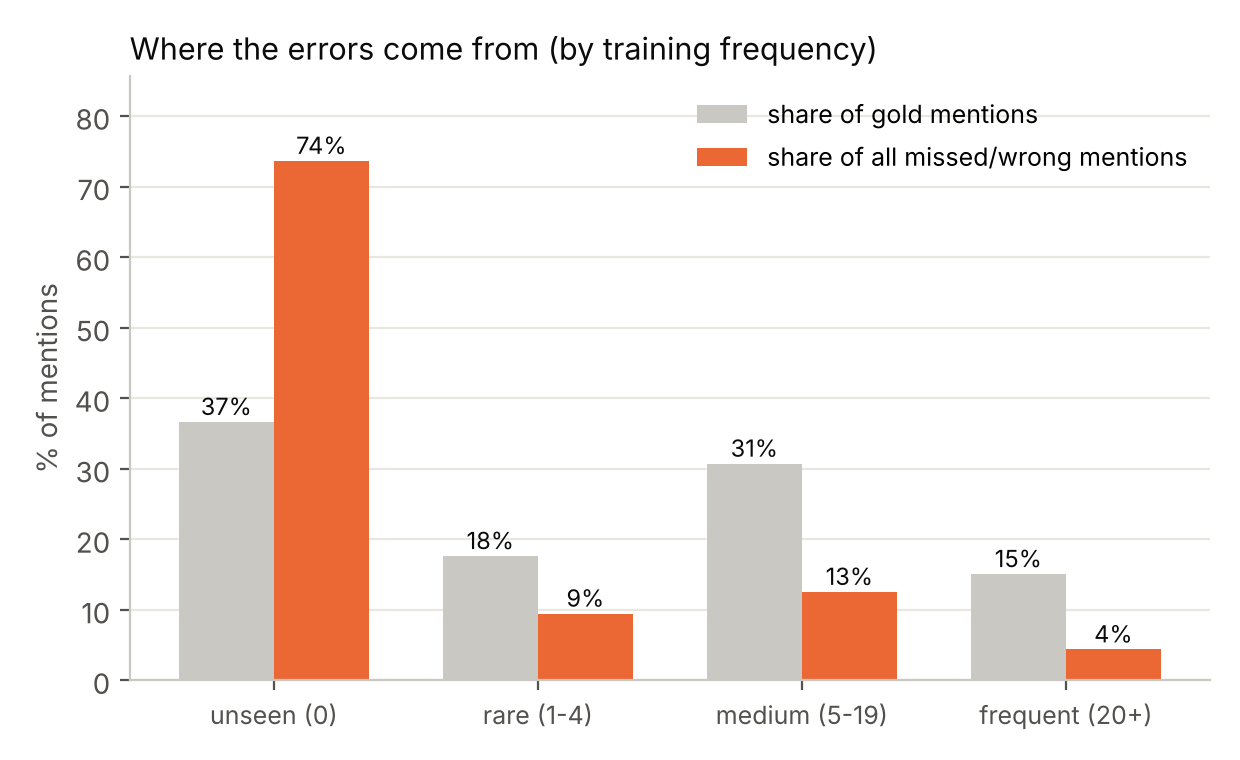 Where the errors come from (by training frequency)
share of gold mentions
share of all missed/wrong mentions
% of mentions
80
70
60
50
40
30
20
10
0
37%
74%
18%
9%
31%
13%
15%
4%
unseen (0)
rare (1-4)
medium (5-19)
frequent (20+)